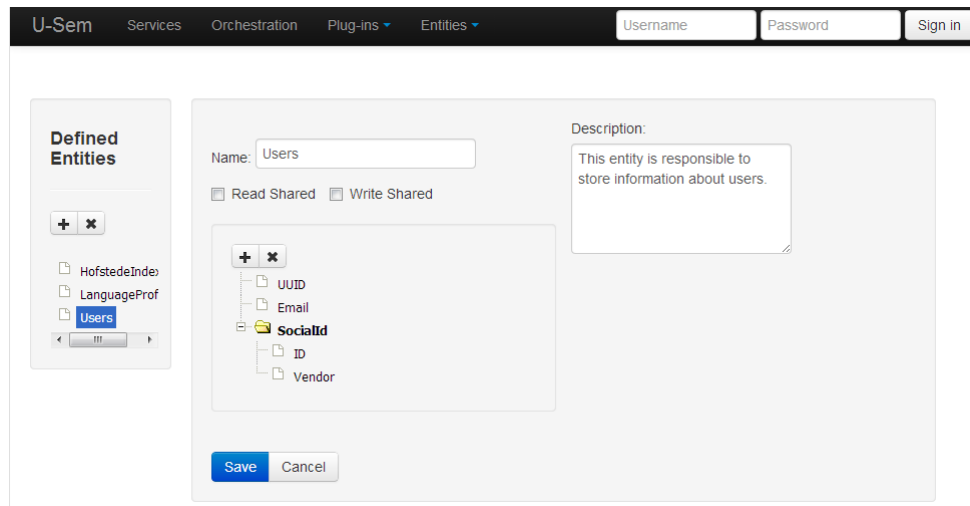 U-Sem Services Orchestration Plug-ins Entities Username Password Sign in
Defined
Entities
HofstedeIndex
LanguageProf
Users
Name: Users
Read Shared Write Shared
UUID
Email
SocialId
ID
Vendor
Description:
This entity is responsible to
store information about users.
Save Cancel